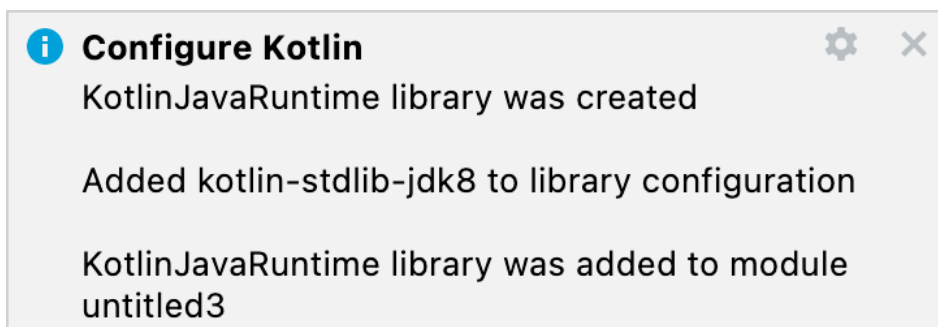 Configure Kotlin
KotlinJavaRuntime library was created
Added kotlin-stdlib-jdk8 to library configuration
KotlinJavaRuntime library was added to module
untitled3